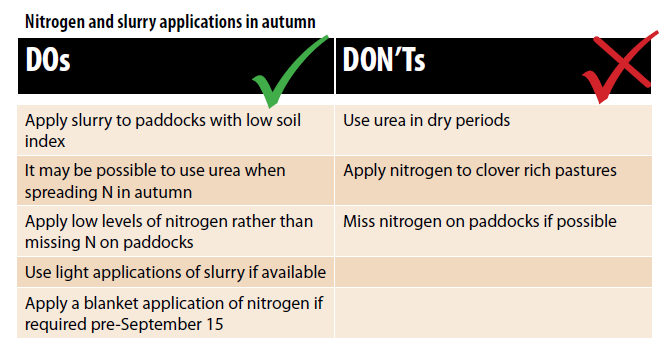 Nitrogen and slurry applications in autumn
DOs
DON'Ts
Apply slurry to paddocks with low soil
index
Use urea in dry periods
It may be possible to use urea when
spreading N in autumn
Apply nitrogen to clover rich pastures
Apply low levels of nitrogen rather than
missing N on paddocks
Miss nitrogen on paddocks if possible
Use light applications of slurry if available
Apply a blanket application of nitrogen if
required pre-September 15